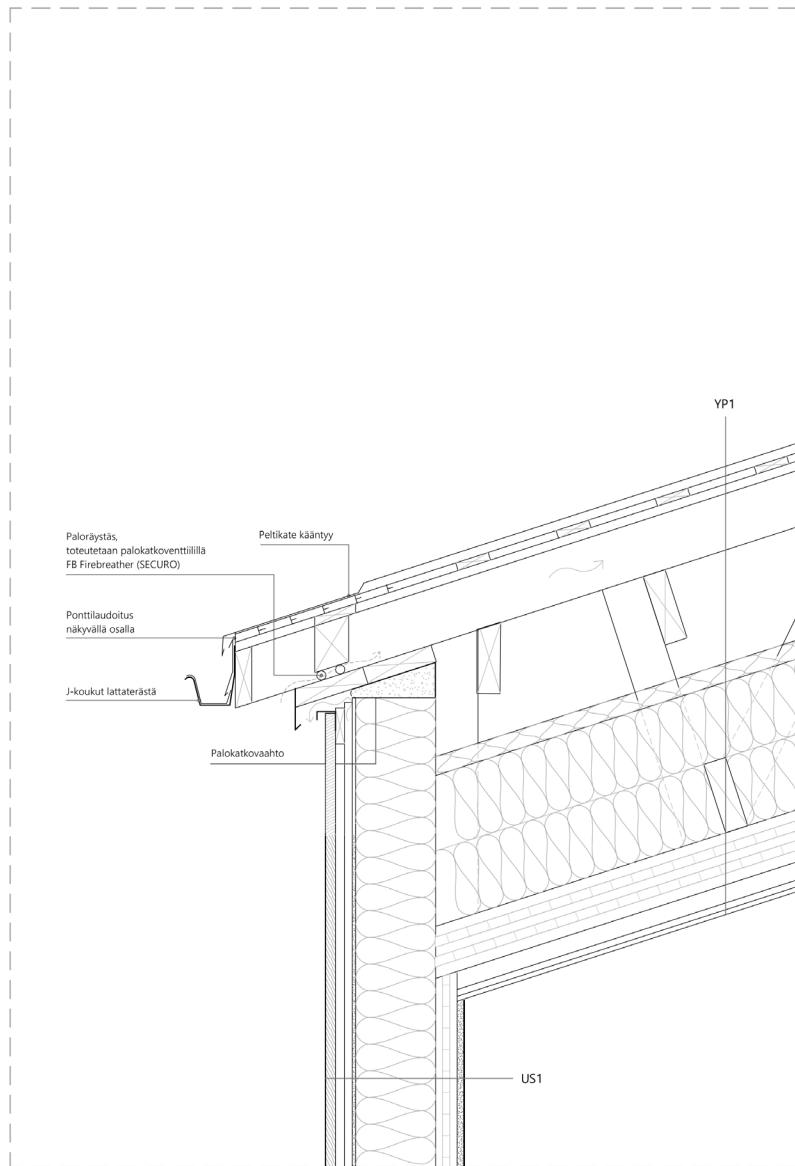 YP1
Paloräystäs,
toteutetaan palokatkoventtiilillä
FB Firebreather (SECURO)
Peltikate kääntyy
Ponttilaudoitus
näkyvällä osalla
J-koukut lattaterästä
Palokatkovaahto
US1